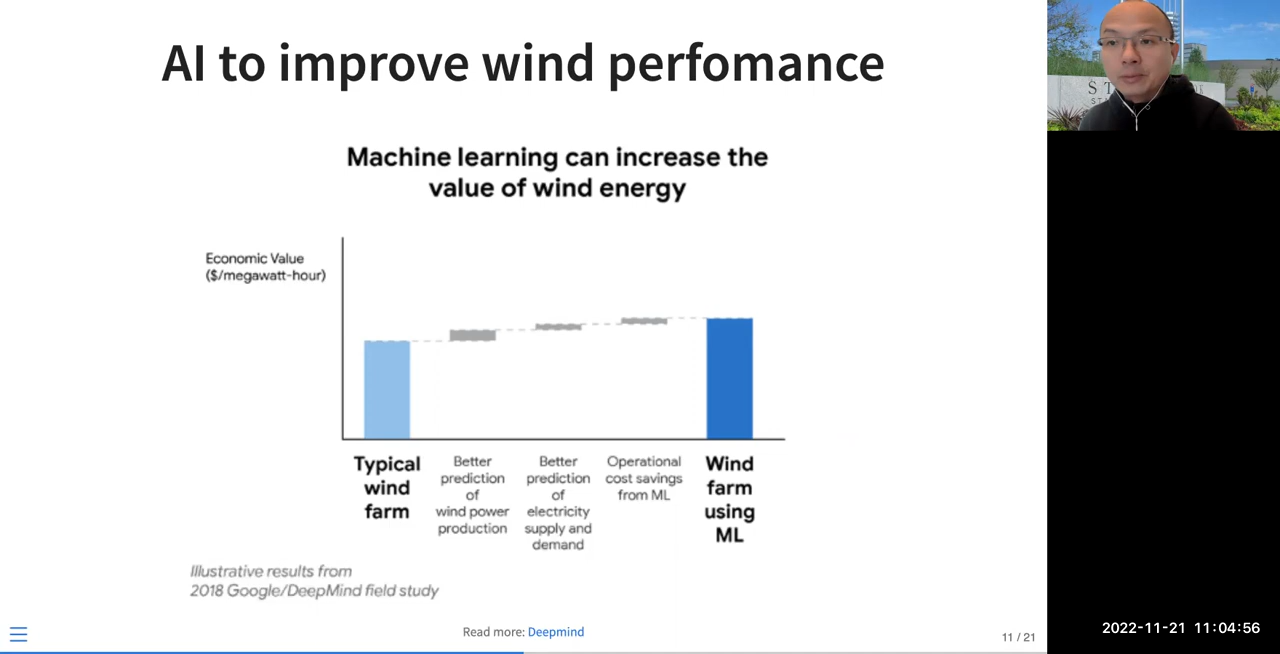 AI to improve wind perfomance
Machine learning can increase the
value of wind energy
Economic Value
($/megawatt-hour)
Typical
wind
farm
Better
prediction
of
wind power
production
Better
prediction
of
electricity
supply and
demand
Operational
cost savings
from ML
Wind
farm
using
ML
Illustrative results from
2018 Google/DeepMind field study
Read more: Deepmind
11 / 21
2022-11-21 11:04:56